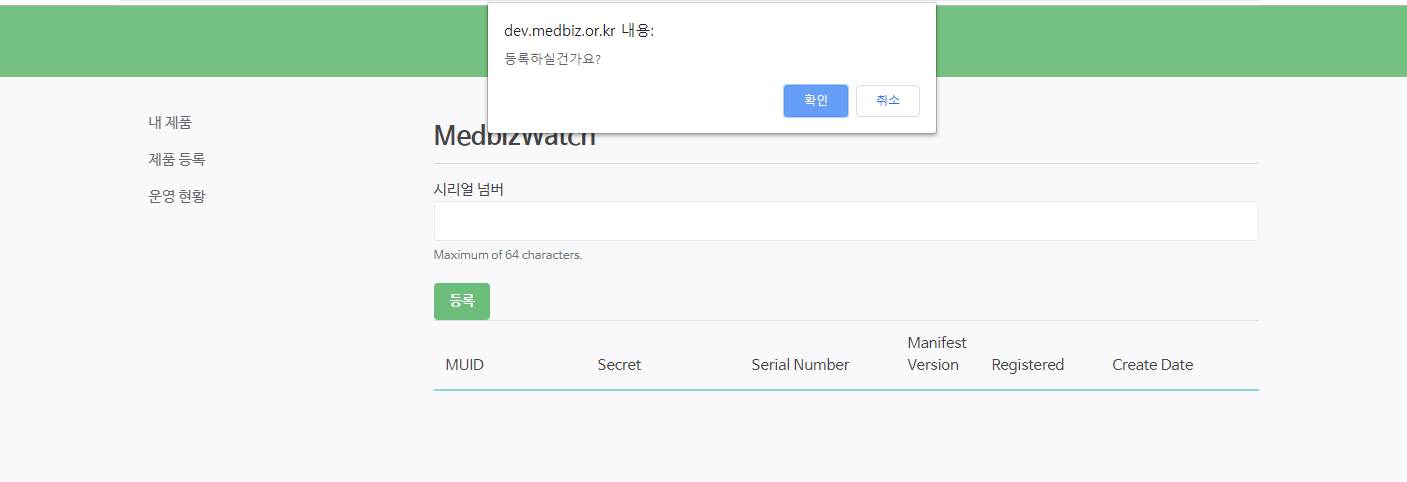 dev.medbiz.or.kr 내용:
등록하실건가요?
확인
취소
내 제품
제품 등록
운영 현황
MedbizWatch
시리얼 넘버
Maximum of 64 characters.
등록
MUID
Secret
Serial Number
Manifest
Version
Registered
Create Date